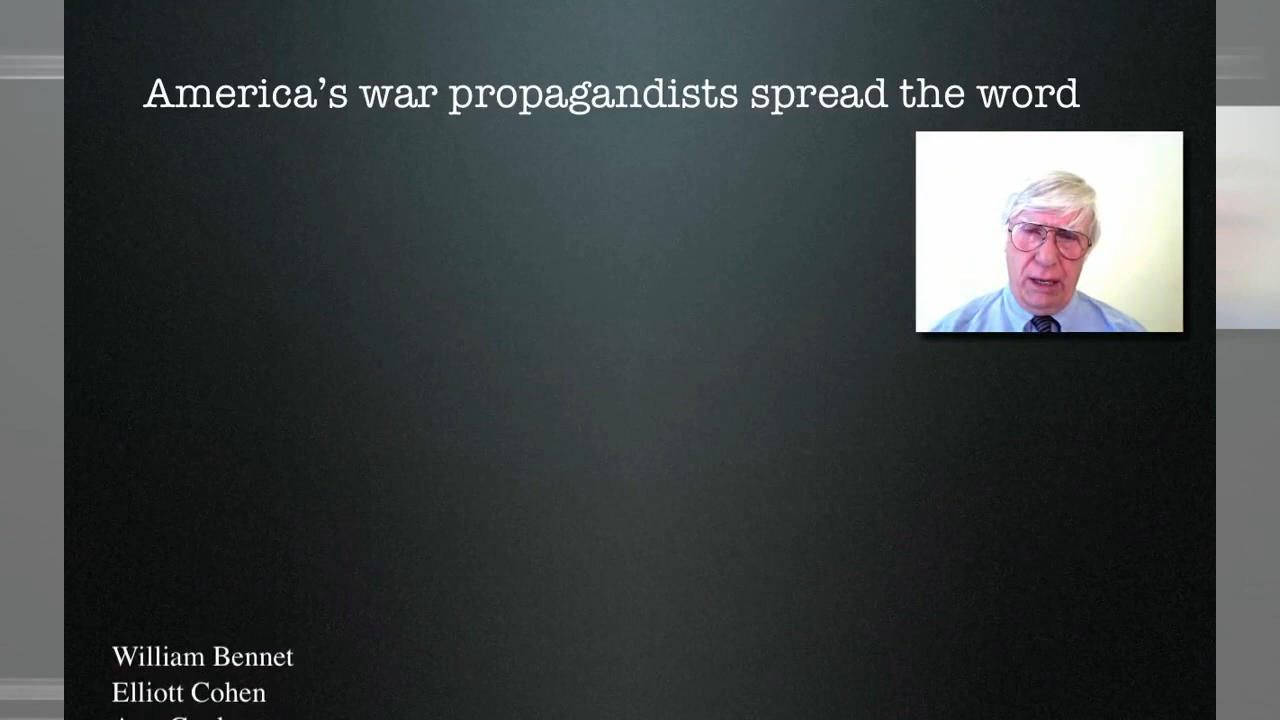 America’s war propagandists spread the word
William Bennet
Elliott Cohen